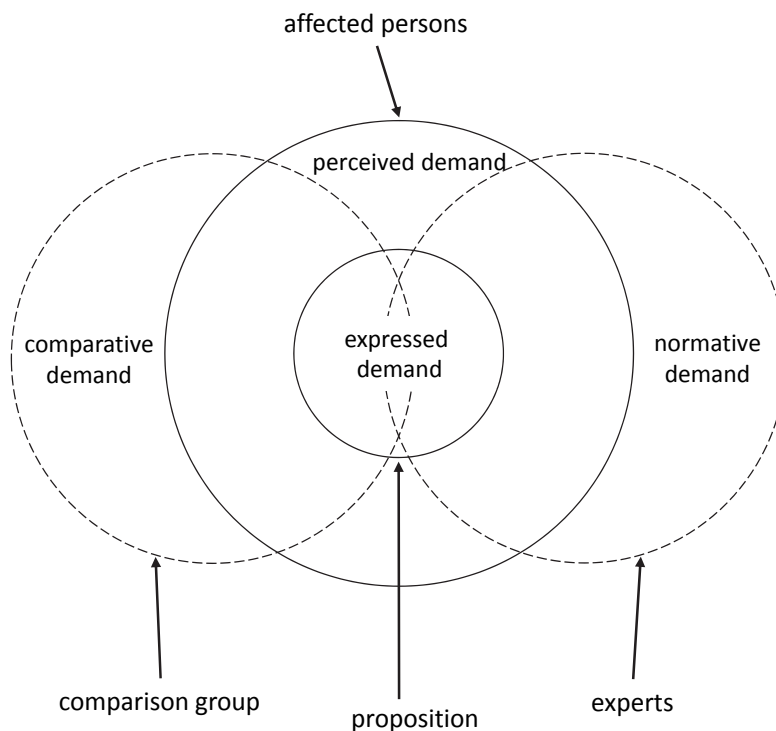 affected persons
perceived demand
comparative
demand
expressed
demand
normative
demand
comparison group
proposition
experts